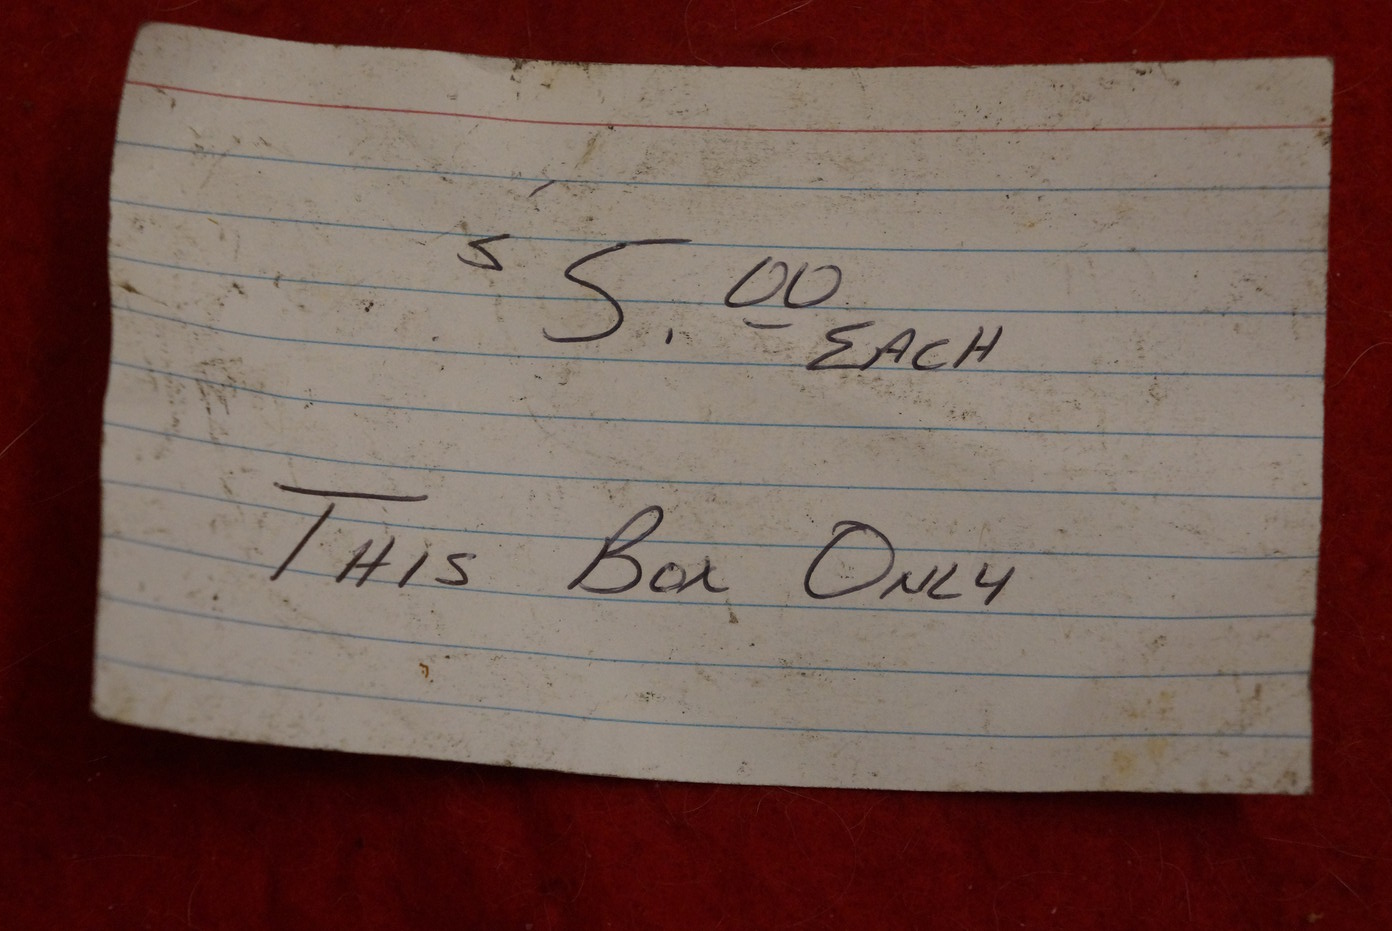 $5.00 EACH
THIS BOX ONLY